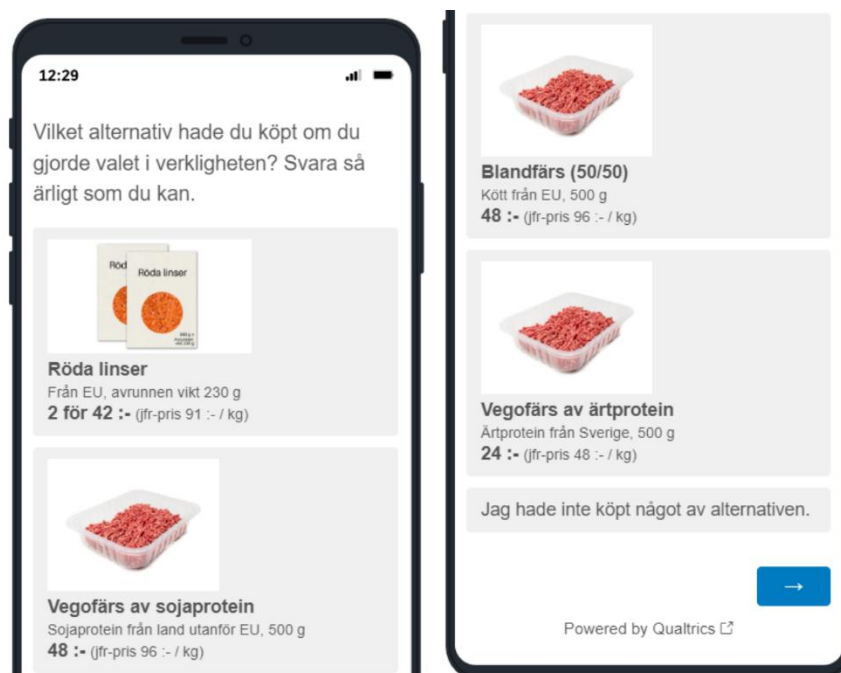 12:29
Vilket alternativ hade du köpt om du
gjorde valet i verkligheten? Svara så
ärligt som du kan.
Röd
Röda linser
Röda linser
Från EU, avrunnen vikt 230 g
2 för 42 :- (jfr-pris 91 :- / kg)
Vegofärs av sojaprotein
Sojaprotein från land utanför EU, 500 g
48 :- (jfr-pris 96 :- / kg)
Blandfärs (50/50)
Kött från EU, 500 g
48 :- (jfr-pris 96 :- / kg)
Vegofärs av ärtprotein
Ärtprotein från Sverige, 500 g
24 :- (jfr-pris 48 :- / kg)
Jag hade inte köpt något av alternativen.
→
Powered by Qualtrics